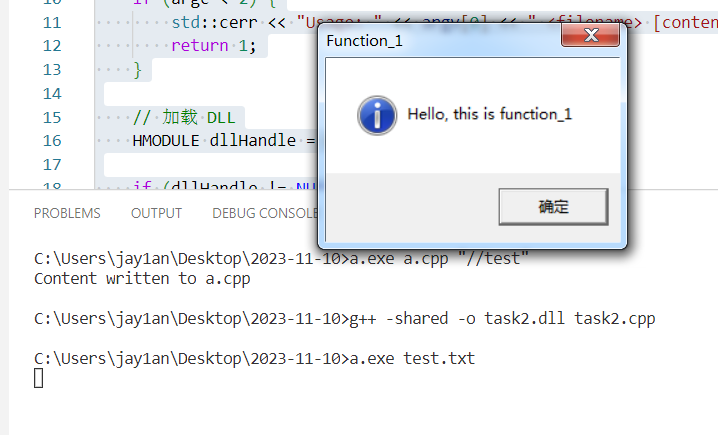 10 if (argc < 2) {
11 std::cerr << "Usage: " << argv[0] << " <filename> [conten
12 return 1;
13 }
14
15 // 加载 DLL
16 HMODULE dllHandle =
17
18 if (dllHandle != NU
Function_1
Hello, this is function_1
确定
PROBLEMS OUTPUT DEBUG CONSOLE
C:\Users\jay1an\Desktop\2023-11-10>a.exe a.cpp "//test"
Content written to a.cpp
C:\Users\jay1an\Desktop\2023-11-10>g++ -shared -o task2.dll task2.cpp
C:\Users\jay1an\Desktop\2023-11-10>a.exe test.txt